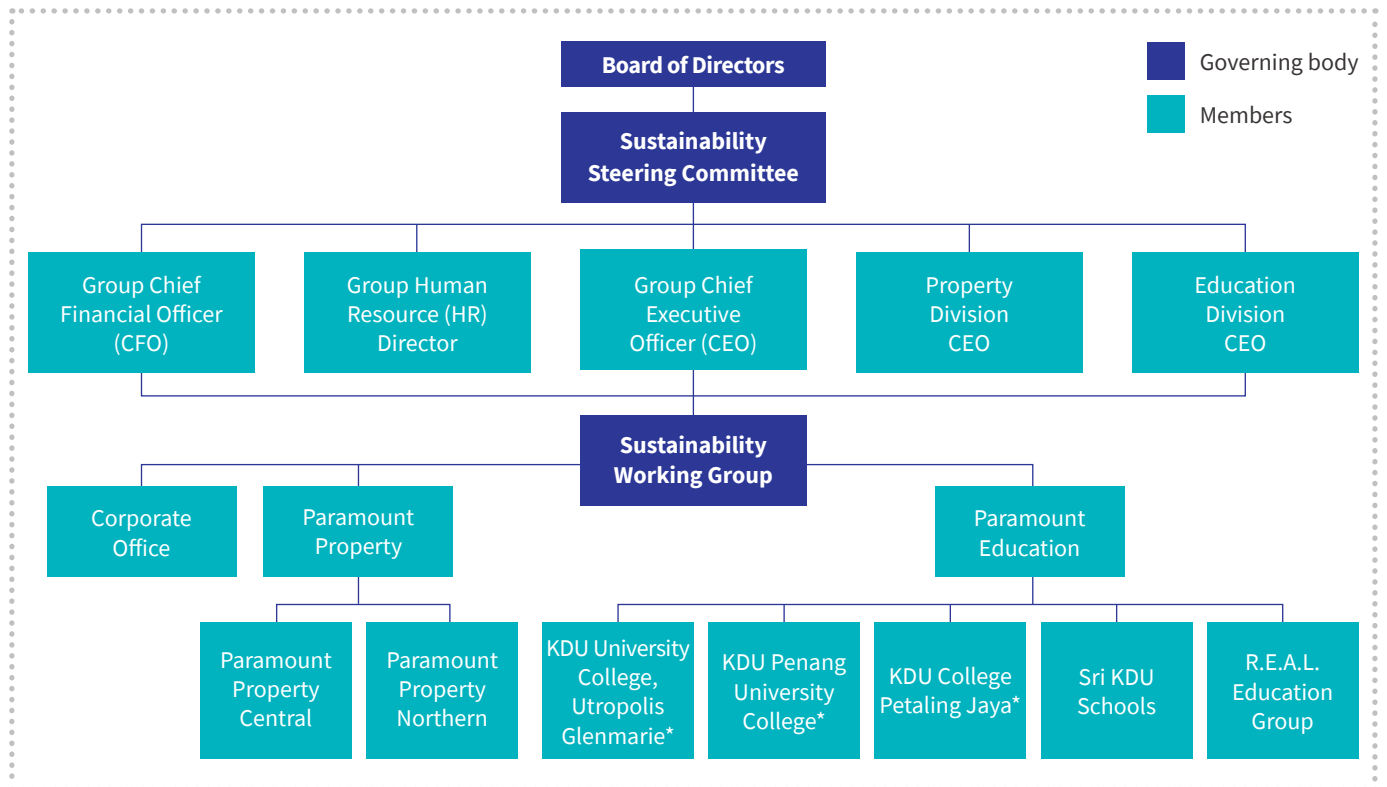 Board of Directors
Governing body
Members
Sustainability
Steering Committee
Group Chief
Financial Officer
(CFO)
Group Human
Resource (HR)
Director
Group Chief
Executive
Officer (CEO)
Property
Division
CEO
Education
Division
CEO
Sustainability
Working Group
Corporate
Office
Paramount
Property
Paramount
Education
Paramount
Property
Central
Paramount
Property
Northern
KDU University
College,
Utropolis
Glenmarie*
KDU Penang
University
College*
KDU College
Petaling Jaya*
Sri KDU
Schools
R.E.A.L.
Education
Group